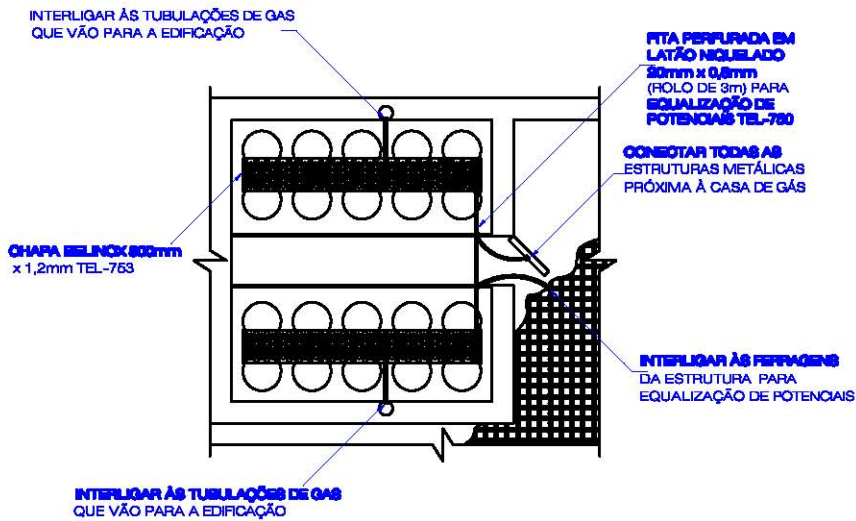 INTERLIGAR ÀS TUBULAÇÕES DE GAS
QUE VÃO PARA A EDIFICAÇÃO
FITA PERFURADA EM
LATÃO NIQUELADO
20mm x 0,8mm
(ROLO DE 3m) PARA
EQUALIZAÇÃO DE
POTENCIAIS TEL-750
CONECTAR TODAS AS
ESTRUTURAS METÁLICAS
PRÓXIMA À CASA DE GÁS
CHAPA BELINOX 800mm
x 1,2mm TEL-753
INTERLIGAR ÀS FERRAGENS
DA ESTRUTURA PARA
EQUALIZAÇÃO DE POTENCIAIS
INTERLIGAR ÀS TUBULAÇÕES DE GAS
QUE VÃO PARA A EDIFICAÇÃO